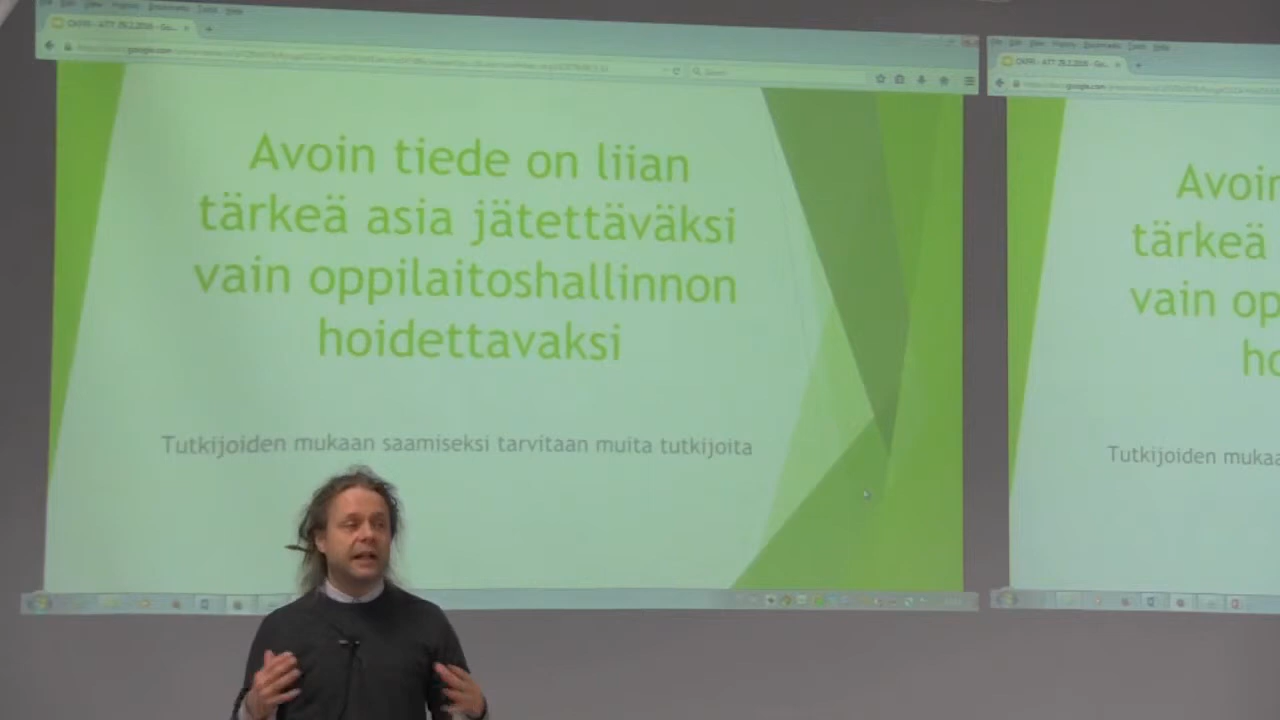 Avoin tiede on liian
tärkeä asia jätettäväksi
vain oppilaitoshallinnon
hoidettavaksi
Tutkijoiden mukaan saamiseksi tarvitaan muita tutkijoita
Avoin
tärkeä
vain op
ho
Tutkijoiden mukaa